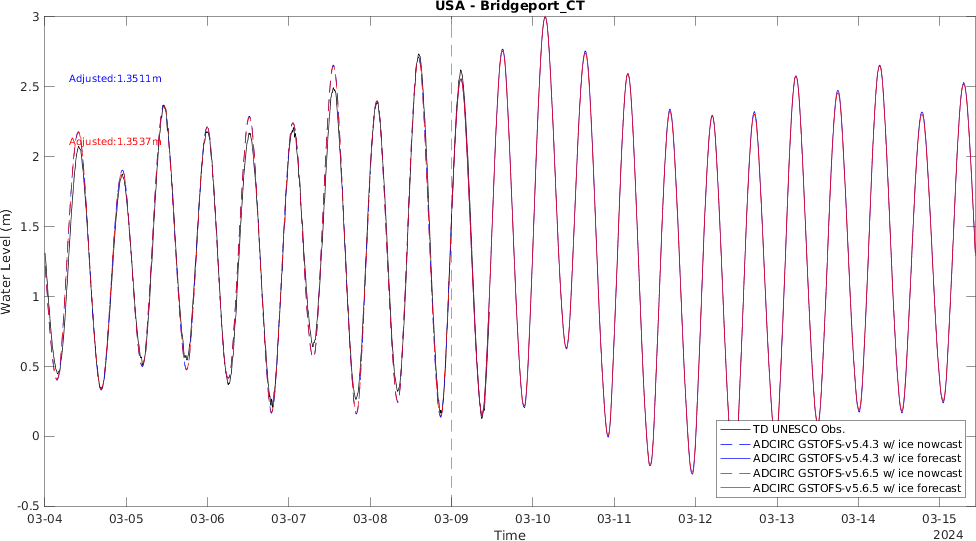 USA - Bridgeport_CT
3
2.5
2
1.5
1
0.5
0
-0.5
Water Level (m)
Adjusted:1.3511m
Adjusted:1.3537m
TD UNESCO Obs.
ADCIRC GSTOFS-v5.4.3 w/ ice nowcast
ADCIRC GSTOFS-v5.4.3 w/ ice forecast
ADCIRC GSTOFS-v5.6.5 w/ ice nowcast
ADCIRC GSTOFS-v5.6.5 w/ ice forecast
03-04 03-05 03-06 03-07 03-08 03-09 03-10 03-11 03-12 03-13 03-14 03-15
Time
2024